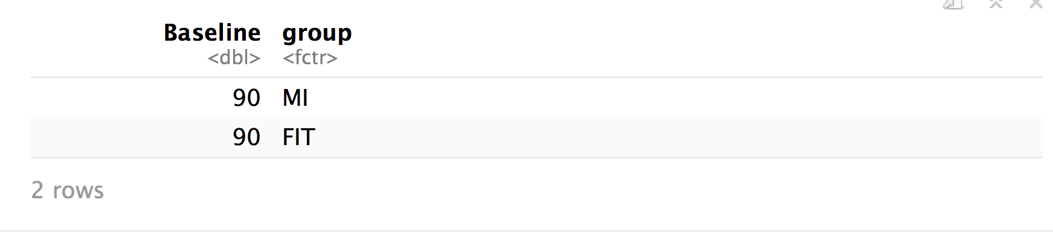 Baseline group
<dbl> <fctr>
90 MI
90 FIT
2 rows